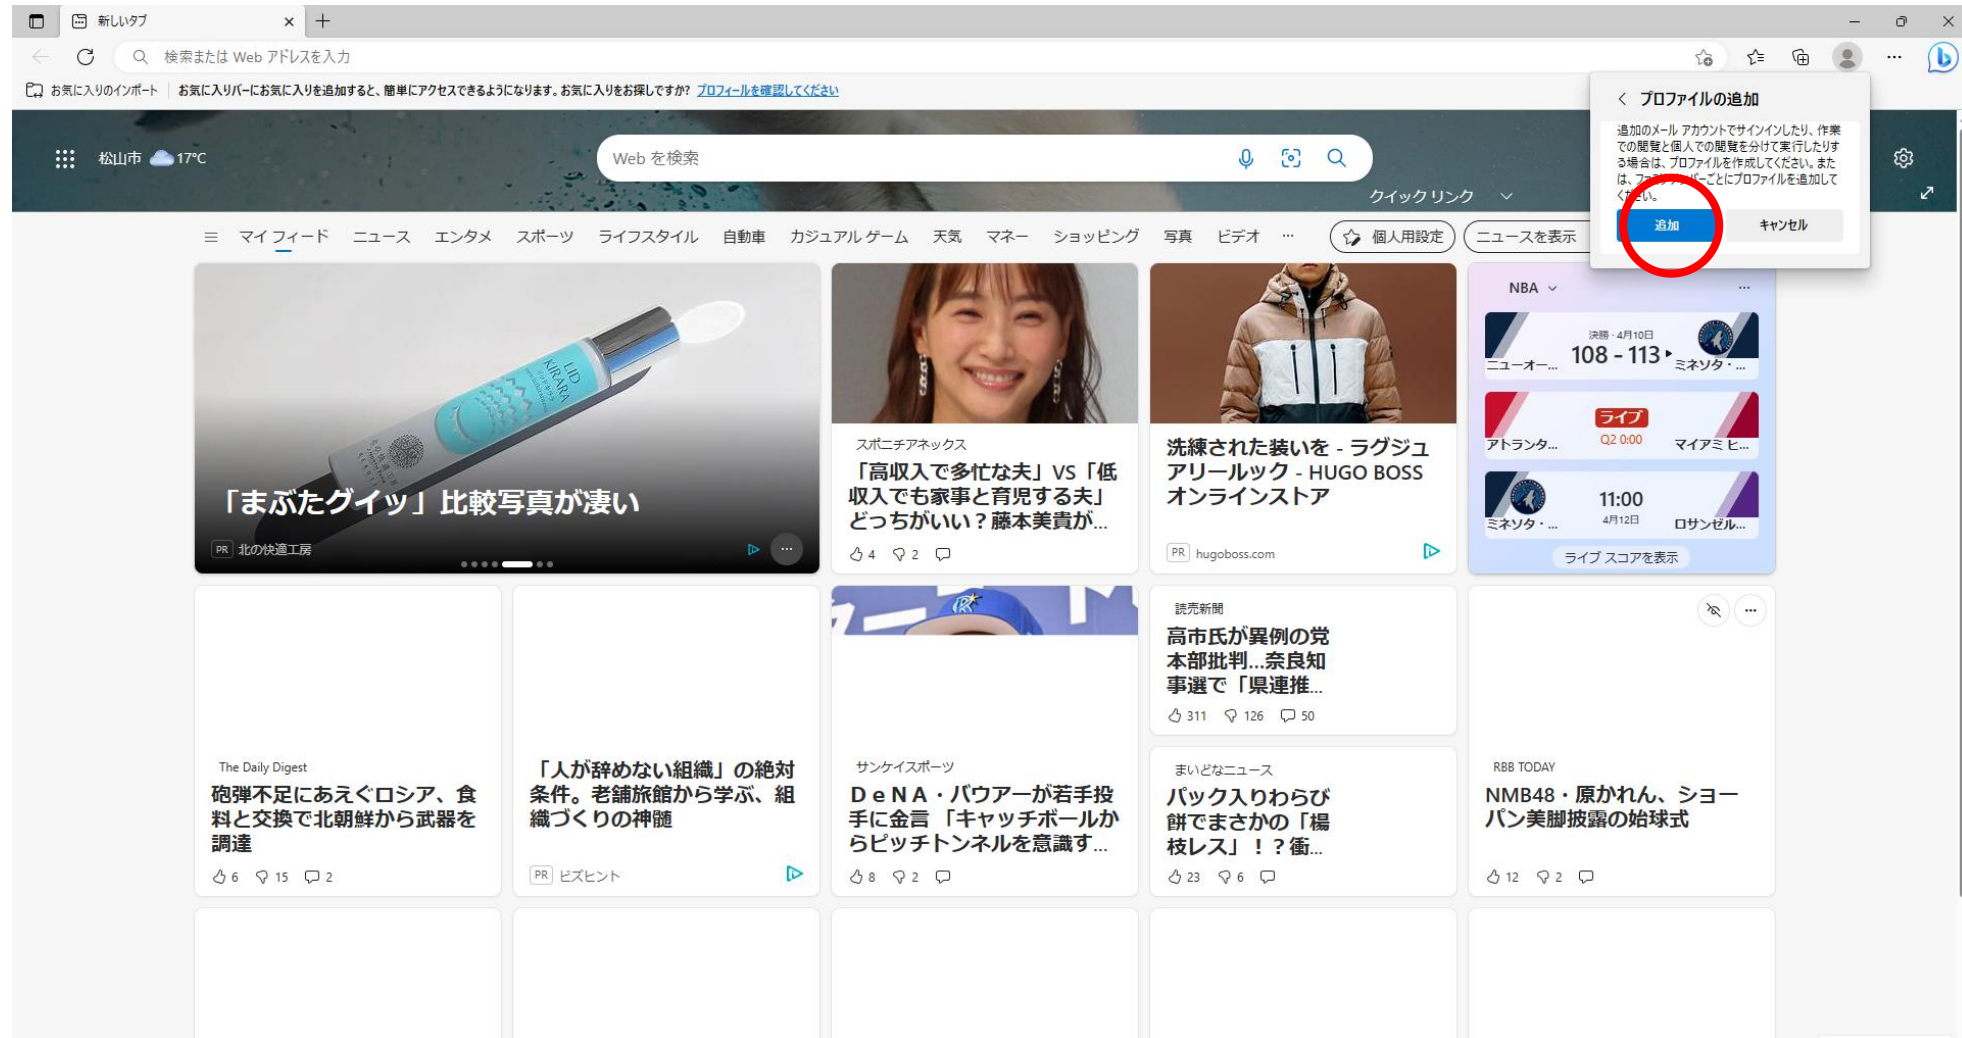 新しいタブ
検索または Web アドレスを入力
お気に入りのインポート
お気に入りバーにお気に入りを追加すると、簡単にアクセスできるようになります。お気に入りをお探しですか? プロフィールを確認してください
プロファイルの追加
追加のメール アカウントでサインインしたり、作業
での閲覧と個人での閲覧を分けて実行したりす
る場合は、プロファイルを作成してください。また
は、ファミリ メンバーごとにプロファイルを追加して
ください。
追加
キャンセル
松山市
17°C
Web を検索
クイック リンク
マイ フィード
ニュース
エンタメ
スポーツ
ライフスタイル
自動車
カジュアル ゲーム
天気
マネー
ショッピング
写真
ビデオ
個人用設定
ニュースを表示
LID
KIRARA
「まぶたグイッ」比較写真が凄い
PR 北の快適工房
スポニチアネックス
「高収入で多忙な夫」VS「低
収入でも家事と育児する夫」
どっちがいい？藤本美貴が...
4
2
洗練された装いを - ラグジュ
アリールック - HUGO BOSS
オンラインストア
PR hugoboss.com
NBA
決勝 · 4月10日
108 - 113
ニューオー...
ミネソタ・...
ライブ
Q2 0:00
アトランタ...
マイアミ ヒ...
11:00
4月12日
ミネソタ・...
ロサンゼル...
ライブ スコアを表示
The Daily Digest
砲弾不足にあえぐロシア、食
料と交換で北朝鮮から武器を
調達
6
15
2
「人が辞めない組織」の絶対
条件。老舗旅館から学ぶ、組
織づくりの神髄
PR ビズヒント
サンケイスポーツ
ＤｅＮＡ・バウアーが若手投
手に金言 「キャッチボールか
らピッチトンネルを意識す...
8
2
読売新聞
高市氏が異例の党
本部批判…奈良知
事選で「県連推...
311
126
50
まいどなニュース
パック入りわらび
餅でまさかの「楊
枝レス」！？衝...
23
6
RBB TODAY
NMB48・原かれん、ショー
パン美脚披露の始球式
12
2